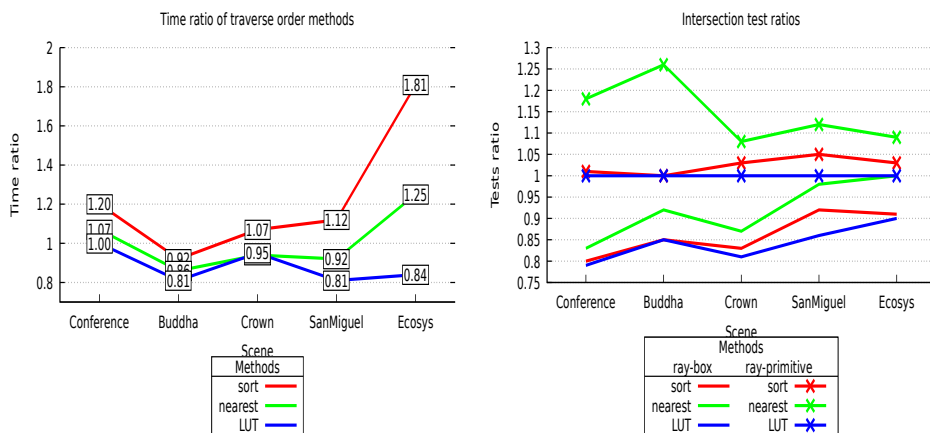 Time ratio of traverse order methods
2
1.8
1.6
1.4
1.2
1
0.8
Time ratio
1.81
1.25
1.20
1.07
1.00
0.92
0.86
0.81
1.07
0.95
1.12
0.92
0.81
0.84
Conference Buddha Crown SanMiguel Ecosys
Scene
Methods
sort
nearest
LUT
Intersection test ratios
1.3
1.25
1.2
1.15
1.1
1.05
1
0.95
0.9
0.85
0.8
0.75
Tests ratio
Conference Buddha Crown SanMiguel Ecosys
Scene
Methods
ray-box ray-primitive
sort sort
nearest nearest
LUT LUT